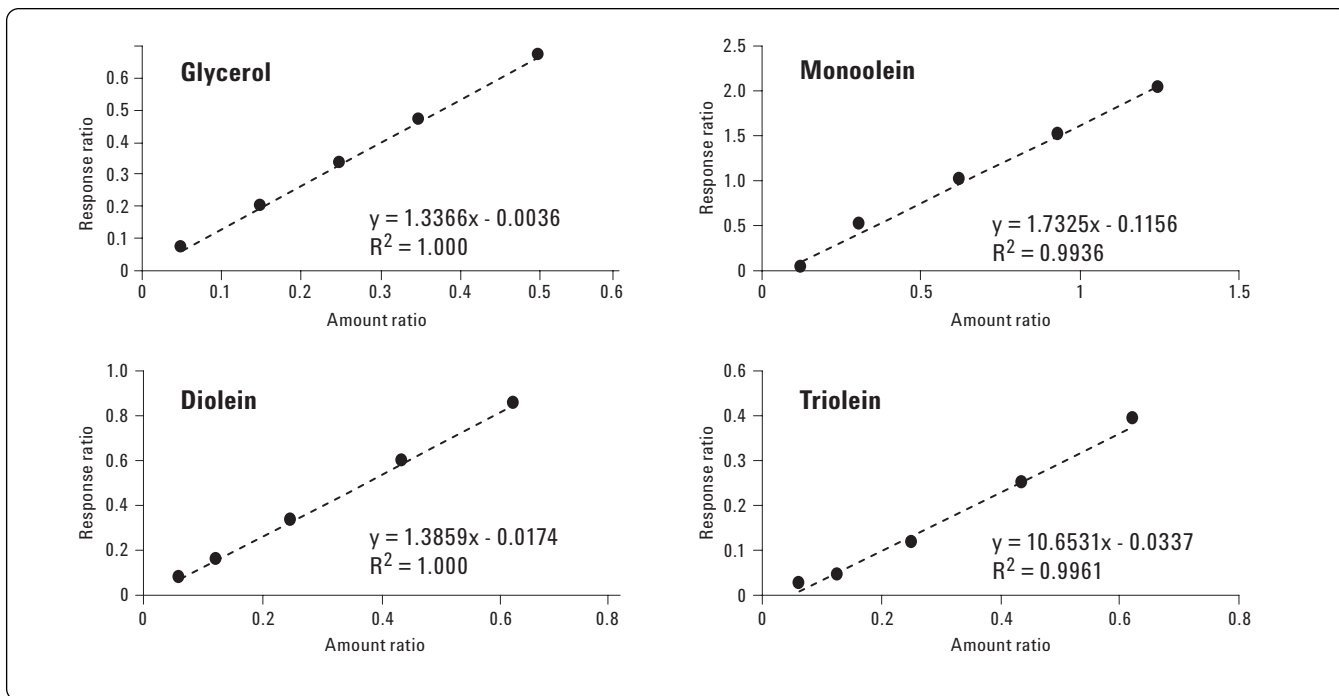 Glycerol
Response ratio
0.6
0.5
0.4
0.3
0.2
0.1
0
y = 1.3366x - 0.0036
R² = 1.000
0 0.1 0.2 0.3 0.4 0.5 0.6
Amount ratio
Monoolein
Response ratio
2.5
2.0
1.5
1.0
0.5
0
y = 1.7325x - 0.1156
R² = 0.9936
0 0.5 1 1.5
Amount ratio
Diolein
Response ratio
1.0
0.8
0.6
0.4
0.2
0
y = 1.3859x - 0.0174
R² = 1.000
0 0.2 0.4 0.6 0.8
Amount ratio
Triolein
Response ratio
0.6
0.4
0.3
0.2
0.1
0
y = 10.6531x - 0.0337
R² = 0.9961
0 0.2 0.4 0.6 0.8
Amount ratio